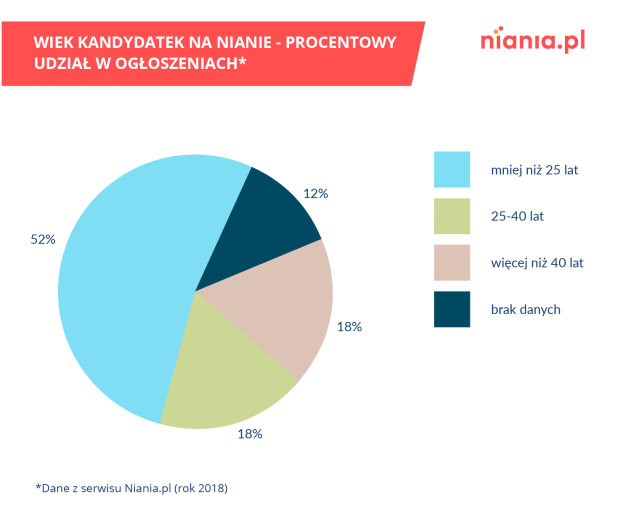 WIEK KANDYDATEK NA NIANIE - PROCENTOWY
UDZIAŁ W OGŁOSZENIACH*
niania.pl
12%
52%
18%
18%
mniej niż 25 lat
25-40 lat
więcej niż 40 lat
brak danych
*Dane z serwisu Niania.pl (rok 2018)